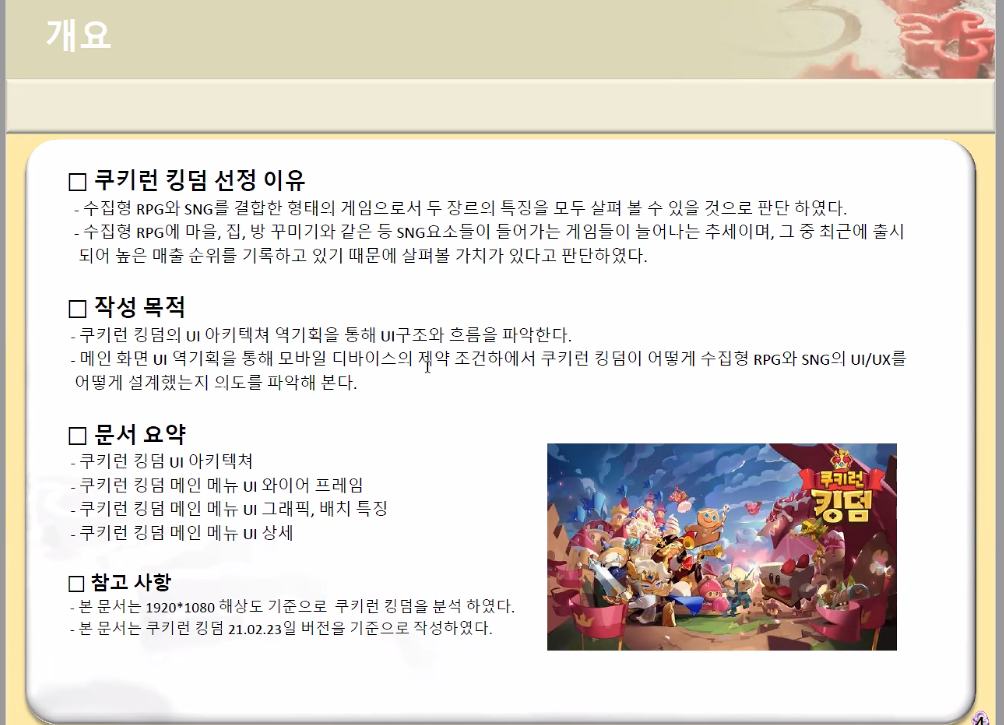 개요
□ 쿠키런 킹덤 선정 이유
- 수집형 RPG와 SNG를 결합한 형태의 게임으로서 두 장르의 특징을 모두 살펴 볼 수 있을 것으로 판단 하였다.
- 수집형 RPG에 마을, 집, 방 꾸미기와 같은 등 SNG요소들이 들어가는 게임들이 늘어나는 추세이며, 그 중 최근에 출시
되어 높은 매출 순위를 기록하고 있기 때문에 살펴볼 가치가 있다고 판단하였다.
□ 작성 목적
- 쿠키런 킹덤의 UI 아키텍쳐 역기획을 통해 UI구조와 흐름을 파악한다.
- 메인 화면 UI 역기획을 통해 모바일 디바이스의 제약 조건하에서 쿠키런 킹덤이 어떻게 수집형 RPG와 SNG의 UI/UX를
어떻게 설계했는지 의도를 파악해 본다.
□ 문서 요약
- 쿠키런 킹덤 UI 아키텍쳐
- 쿠키런 킹덤 메인 메뉴 UI 와이어 프레임
- 쿠키런 킹덤 메인 메뉴 UI 그래픽, 배치 특징
- 쿠키런 킹덤 메인 메뉴 UI 상세
쿠키런
킹덤
□ 참고 사항
- 본 문서는 1920*1080 해상도 기준으로 쿠키런 킹덤을 분석 하였다.
- 본 문서는 쿠키런 킹덤 21.02.23일 버전을 기준으로 작성하였다.